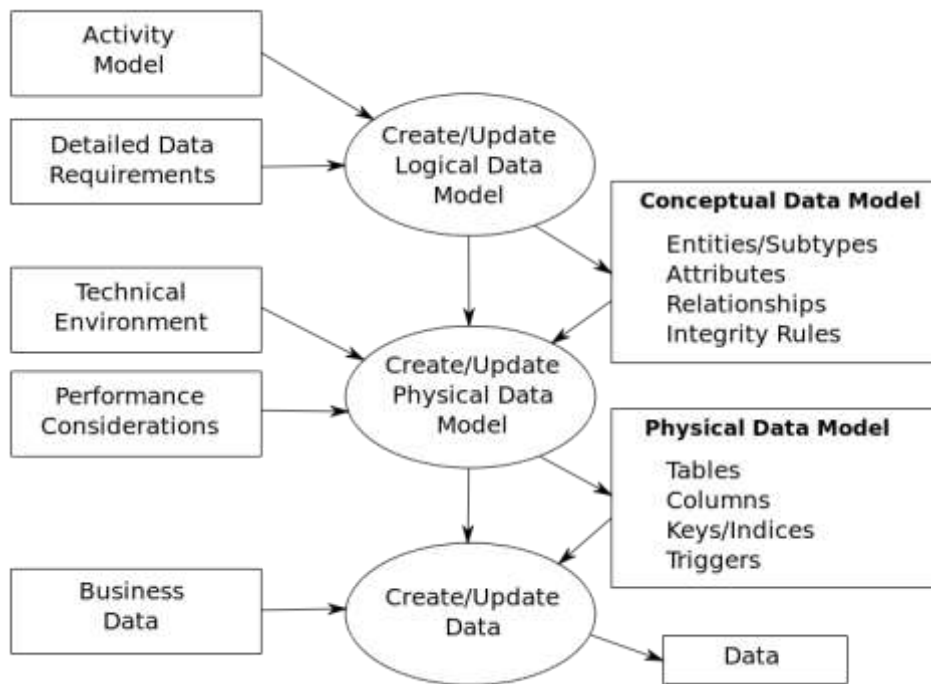 Activity
Model
Detailed Data
Requirements
Create/Update
Logical Data
Model
Conceptual Data Model
Entities/Subtypes
Attributes
Relationships
Integrity Rules
Technical
Environment
Performance
Considerations
Create/Update
Physical Data
Model
Physical Data Model
Tables
Columns
Keys/Indices
Triggers
Business
Data
Create/Update
Data
Data